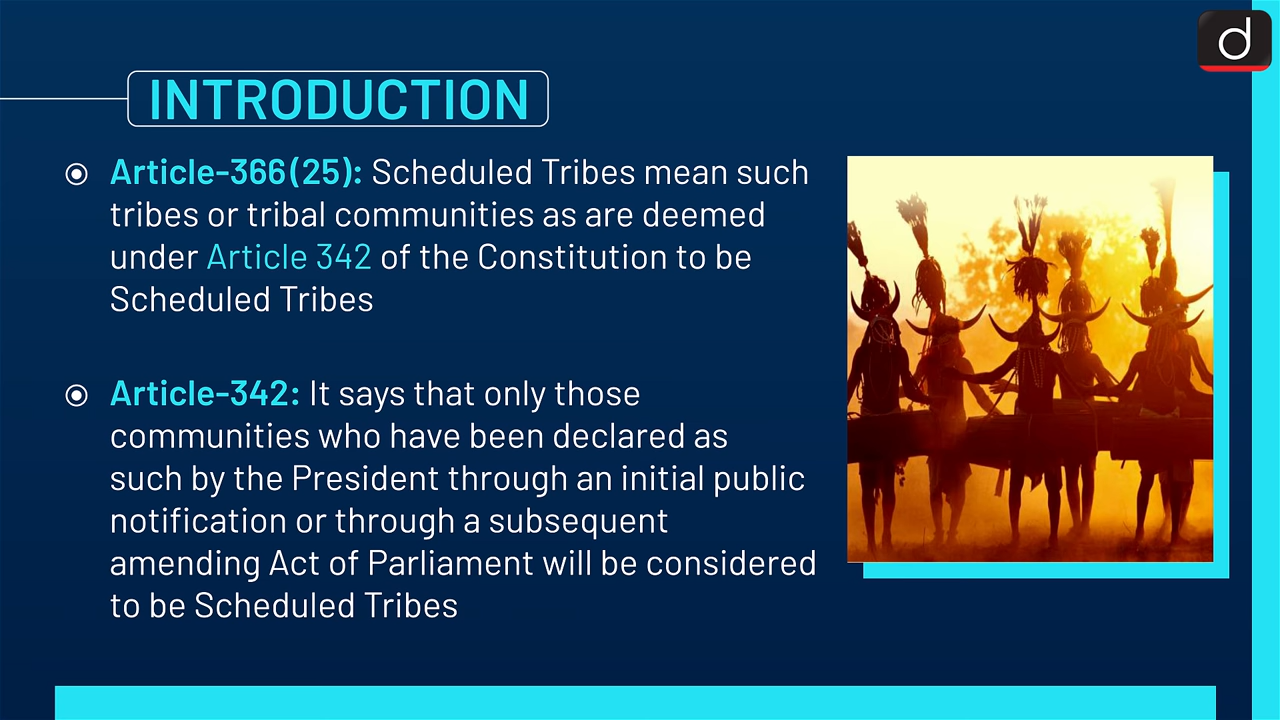 d
INTRODUCTION
Article-366(25): Scheduled Tribes mean such
tribes or tribal communities as are deemed
under Article 342 of the Constitution to be
Scheduled Tribes
Article-342: It says that only those
communities who have been declared as
such by the President through an initial public
notification or through a subsequent
amending Act of Parliament will be considered
to be Scheduled Tribes